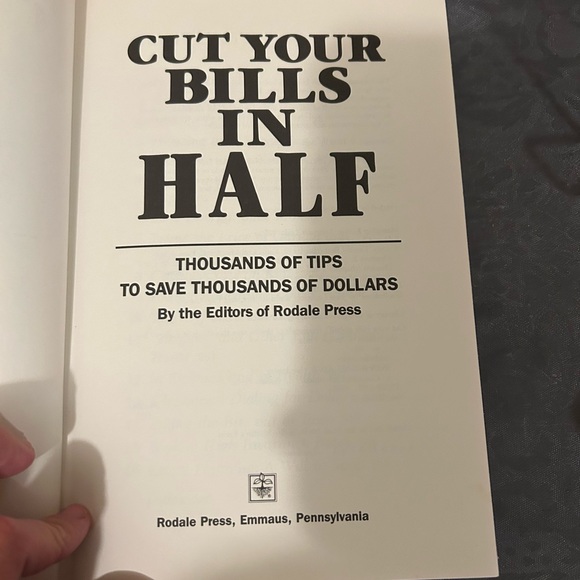 CUT YOUR
BILLS
IN
HALF
THOUSANDS OF TIPS
TO SAVE THOUSANDS OF DOLLARS
By the Editors of Rodale Press
Rodale Press, Emmaus, Pennsylvania